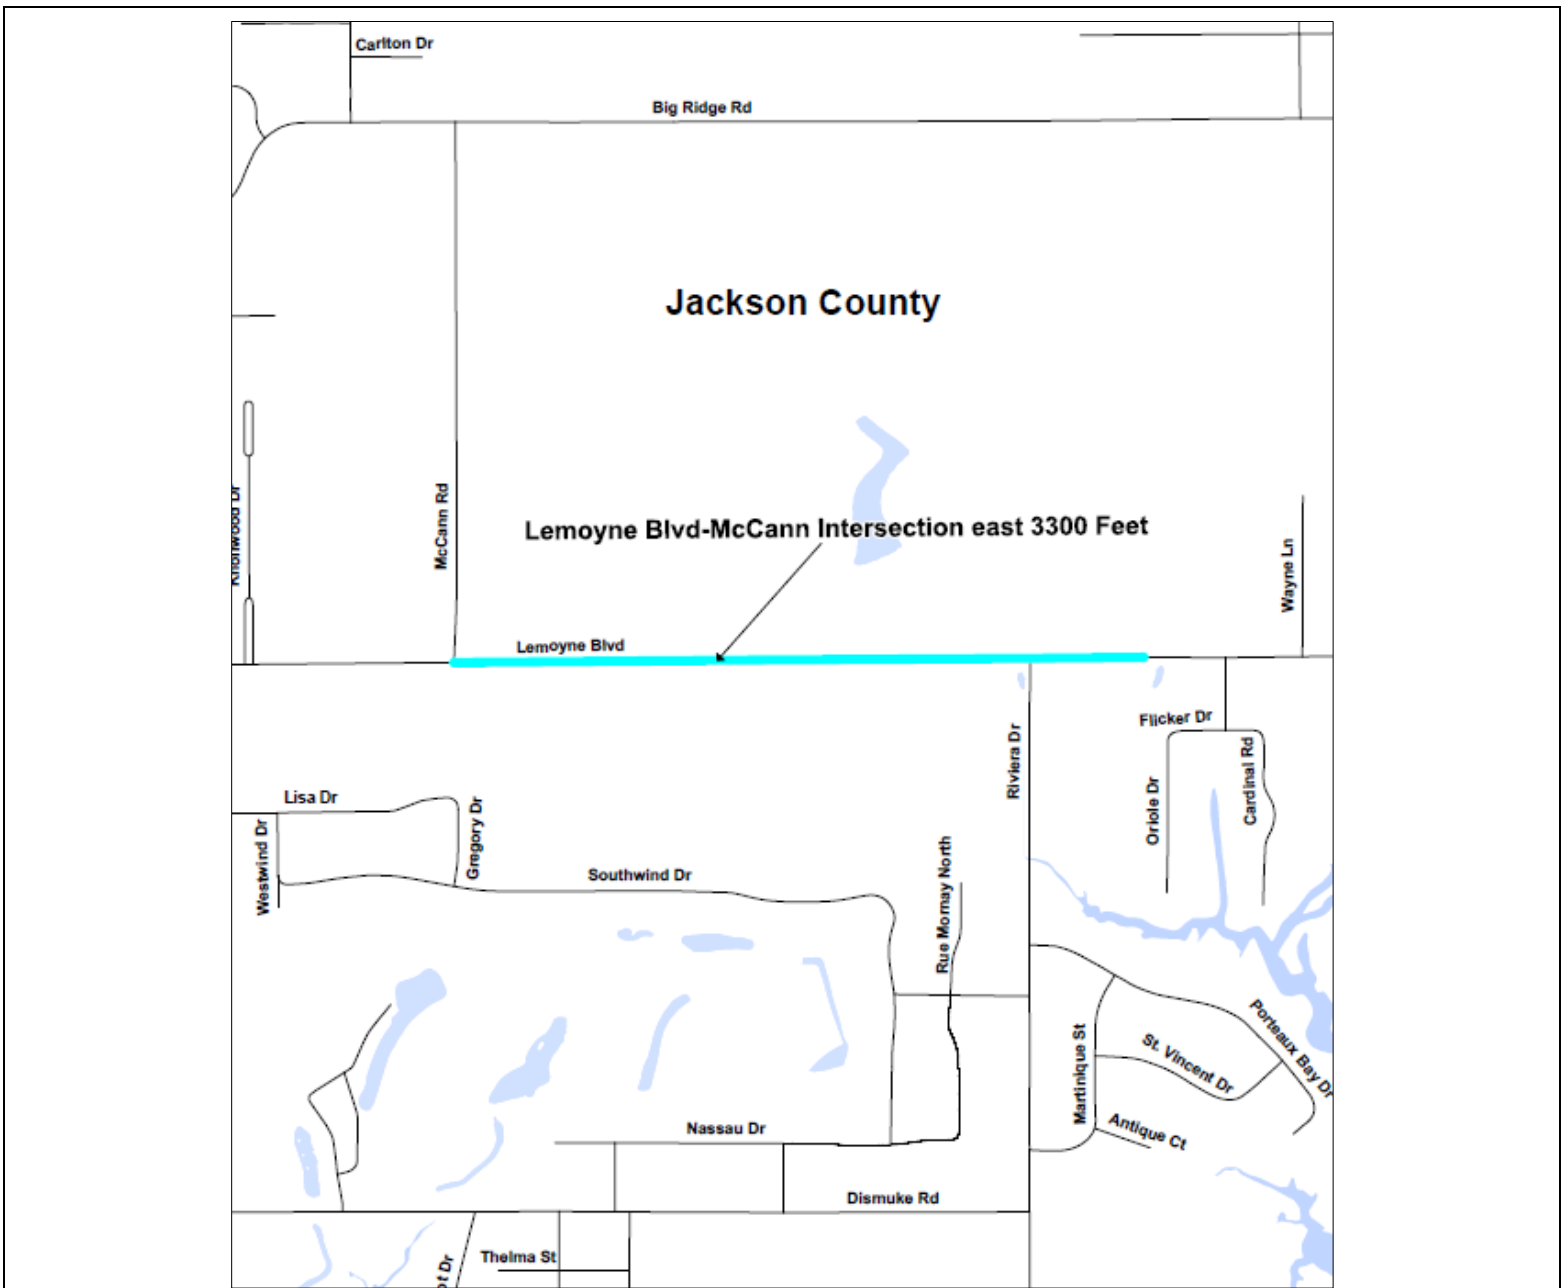 Carlton Dr
Big Ridge Rd
Jackson County
McCann Rd
Lemoyne Blvd-McCann Intersection east 3300 Feet
Wayne Ln
Lemoyne Blvd
Flicker Dr
Riviera Dr
Cardinal Rd
Oriole Dr
Lisa Dr
Gregory Dr
Westwind Dr
Southwind Dr
Rue Mornay North
Porteaux Bay Dr
Martinique St
St. Vincent Dr
Antique Ct
Nassau Dr
Dismuke Rd
Thelma St
Dr